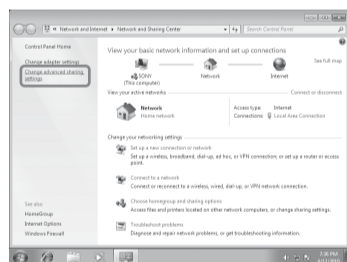 Network and Internet ▸ Network and Sharing Center
Search Control Panel
Control Panel Home
Change adapter settings
Change advanced sharing
settings
View your basic network information and set up connections
See full map
SONY
(This computer)
Network
Internet
View your active networks
Connect or disconnect
Network
Home network
Access type:
Internet
Connections:
Local Area Connection
Change your networking settings
Set up a new connection or network
Set up a wireless, broadband, dial-up, ad hoc, or VPN connection; or set up a router or access
point.
Connect to a network
Connect or reconnect to a wireless, wired, dial-up, or VPN network connection.
Choose homegroup and sharing options
Access files and printers located on other network computers, or change sharing settings.
Troubleshoot problems
Diagnose and repair network problems, or get troubleshooting information.
See also
HomeGroup
Internet Options
Windows Firewall